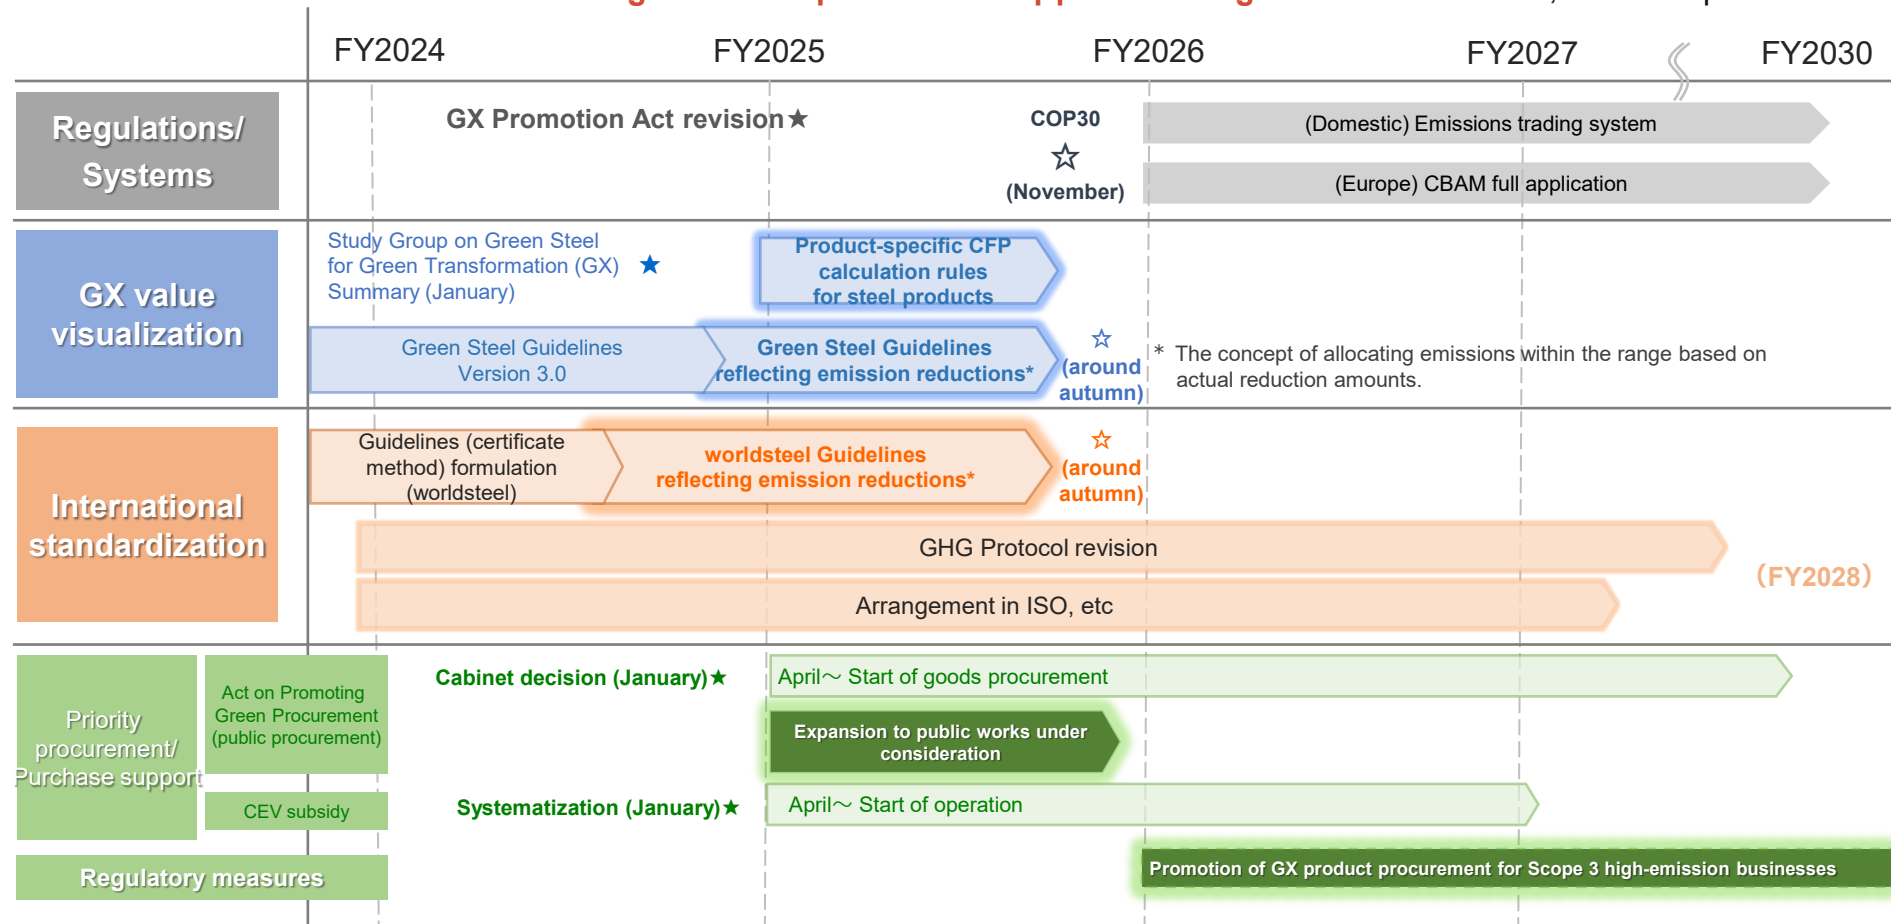 FY2024
FY2025
FY2026
FY2027
FY2030
Regulations/
Systems
GX Promotion Act revision★
COP30
☆
(November)
(Domestic) Emissions trading system
(Europe) CBAM full application
GX value
visualization
Study Group on Green Steel
for Green Transformation (GX) ★
Summary (January)
Product-specific CFP
calculation rules
for steel products
Green Steel Guidelines
Version 3.0
Green Steel Guidelines
reflecting emission reductions*
☆
(around
autumn)
* The concept of allocating emissions within the range based on
actual reduction amounts.
International
standardization
Guidelines (certificate
method) formulation
(worldsteel)
worldsteel Guidelines
reflecting emission reductions*
☆
(around
autumn)
GHG Protocol revision
(FY2028)
Arrangement in ISO, etc
Priority
procurement/
Purchase support
Act on Promoting
Green Procurement
(public procurement)
Cabinet decision (January)★
April～ Start of goods procurement
Expansion to public works under
consideration
CEV subsidy
Systematization (January)★
April～ Start of operation
Regulatory measures
Promotion of GX product procurement for Scope 3 high-emission businesses